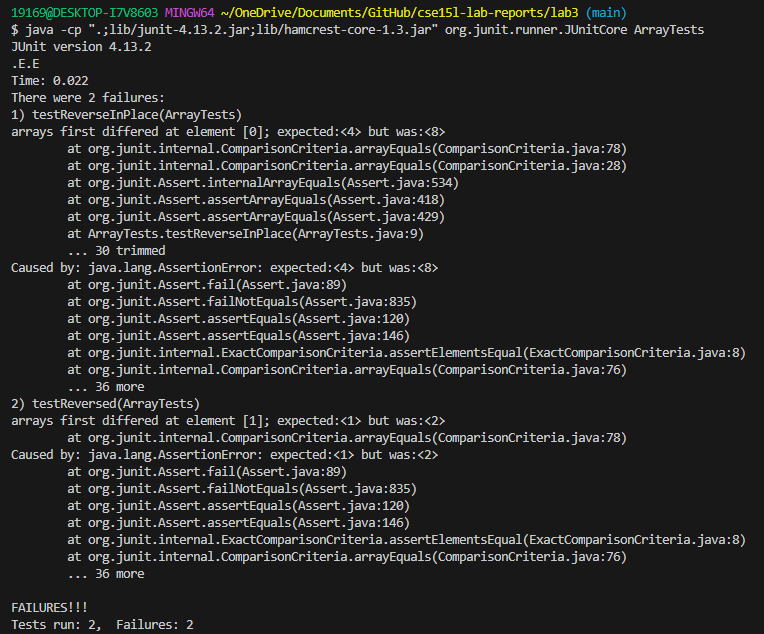 19169@DESKTOP-I7V8603 MINGW64 ~/OneDrive/Documents/GitHub/cse15l-lab-reports/lab3 (main)
$ java -cp ".;lib/junit-4.13.2.jar;lib/hamcrest-core-1.3.jar" org.junit.runner.JUnitCore ArrayTests
JUnit version 4.13.2
.E.E
Time: 0.022
There were 2 failures:
1) testReverseInPlace(ArrayTests)
arrays first differed at element [0]; expected:<4> but was:<8>
        at org.junit.internal.ComparisonCriteria.arrayEquals(ComparisonCriteria.java:78)
        at org.junit.internal.ComparisonCriteria.arrayEquals(ComparisonCriteria.java:28)
        at org.junit.Assert.internalArrayEquals(Assert.java:534)
        at org.junit.Assert.assertArrayEquals(Assert.java:418)
        at org.junit.Assert.assertArrayEquals(Assert.java:429)
        at ArrayTests.testReverseInPlace(ArrayTests.java:9)
        ... 30 trimmed
Caused by: java.lang.AssertionError: expected:<4> but was:<8>
        at org.junit.Assert.fail(Assert.java:89)
        at org.junit.Assert.failNotEquals(Assert.java:835)
        at org.junit.Assert.assertEquals(Assert.java:120)
        at org.junit.Assert.assertEquals(Assert.java:146)
        at org.junit.internal.ExactComparisonCriteria.assertElementsEqual(ExactComparisonCriteria.java:8)
        at org.junit.internal.ComparisonCriteria.arrayEquals(ComparisonCriteria.java:76)
        ... 36 more
2) testReversed(ArrayTests)
arrays first differed at element [1]; expected:<1> but was:<2>
        at org.junit.internal.ComparisonCriteria.arrayEquals(ComparisonCriteria.java:78)
Caused by: java.lang.AssertionError: expected:<1> but was:<2>
        at org.junit.Assert.fail(Assert.java:89)
        at org.junit.Assert.failNotEquals(Assert.java:835)
        at org.junit.Assert.assertEquals(Assert.java:120)
        at org.junit.Assert.assertEquals(Assert.java:146)
        at org.junit.internal.ExactComparisonCriteria.assertElementsEqual(ExactComparisonCriteria.java:8)
        at org.junit.internal.ComparisonCriteria.arrayEquals(ComparisonCriteria.java:76)
        ... 36 more
FAILURES!!!
Tests run: 2,  Failures: 2